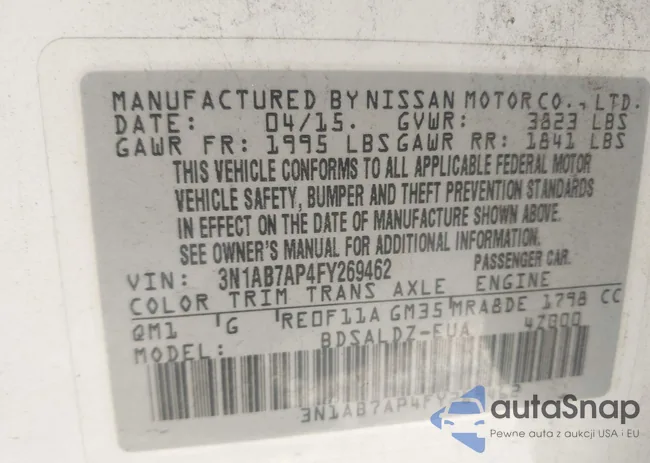 MANUFACTURED BY NISSAN MOTOR CO., LTD.
DATE: 04/15. GVWR: 3823 LBS
GAWR FR: 1995 LBS GAWR RR: 1841 LBS
THIS VEHICLE CONFORMS TO ALL APPLICABLE FEDERAL MOTOR
VEHICLE SAFETY, BUMPER AND THEFT PREVENTION STANDARDS
IN EFFECT ON THE DATE OF MANUFACTURE SHOWN ABOVE.
SEE OWNER'S MANUAL FOR ADDITIONAL INFORMATION.
VIN: 3N1AB7AP4FY269462 PASSENGER CAR.
COLOR TRIM TRANS AXLE ENGINE
QM1 G RE0F11A GM35 MRA8DE 1798 CC
MODEL: BDSALDZ-EUA 4Z000
autoSnap
Pewne auta z aukcji USA i EU